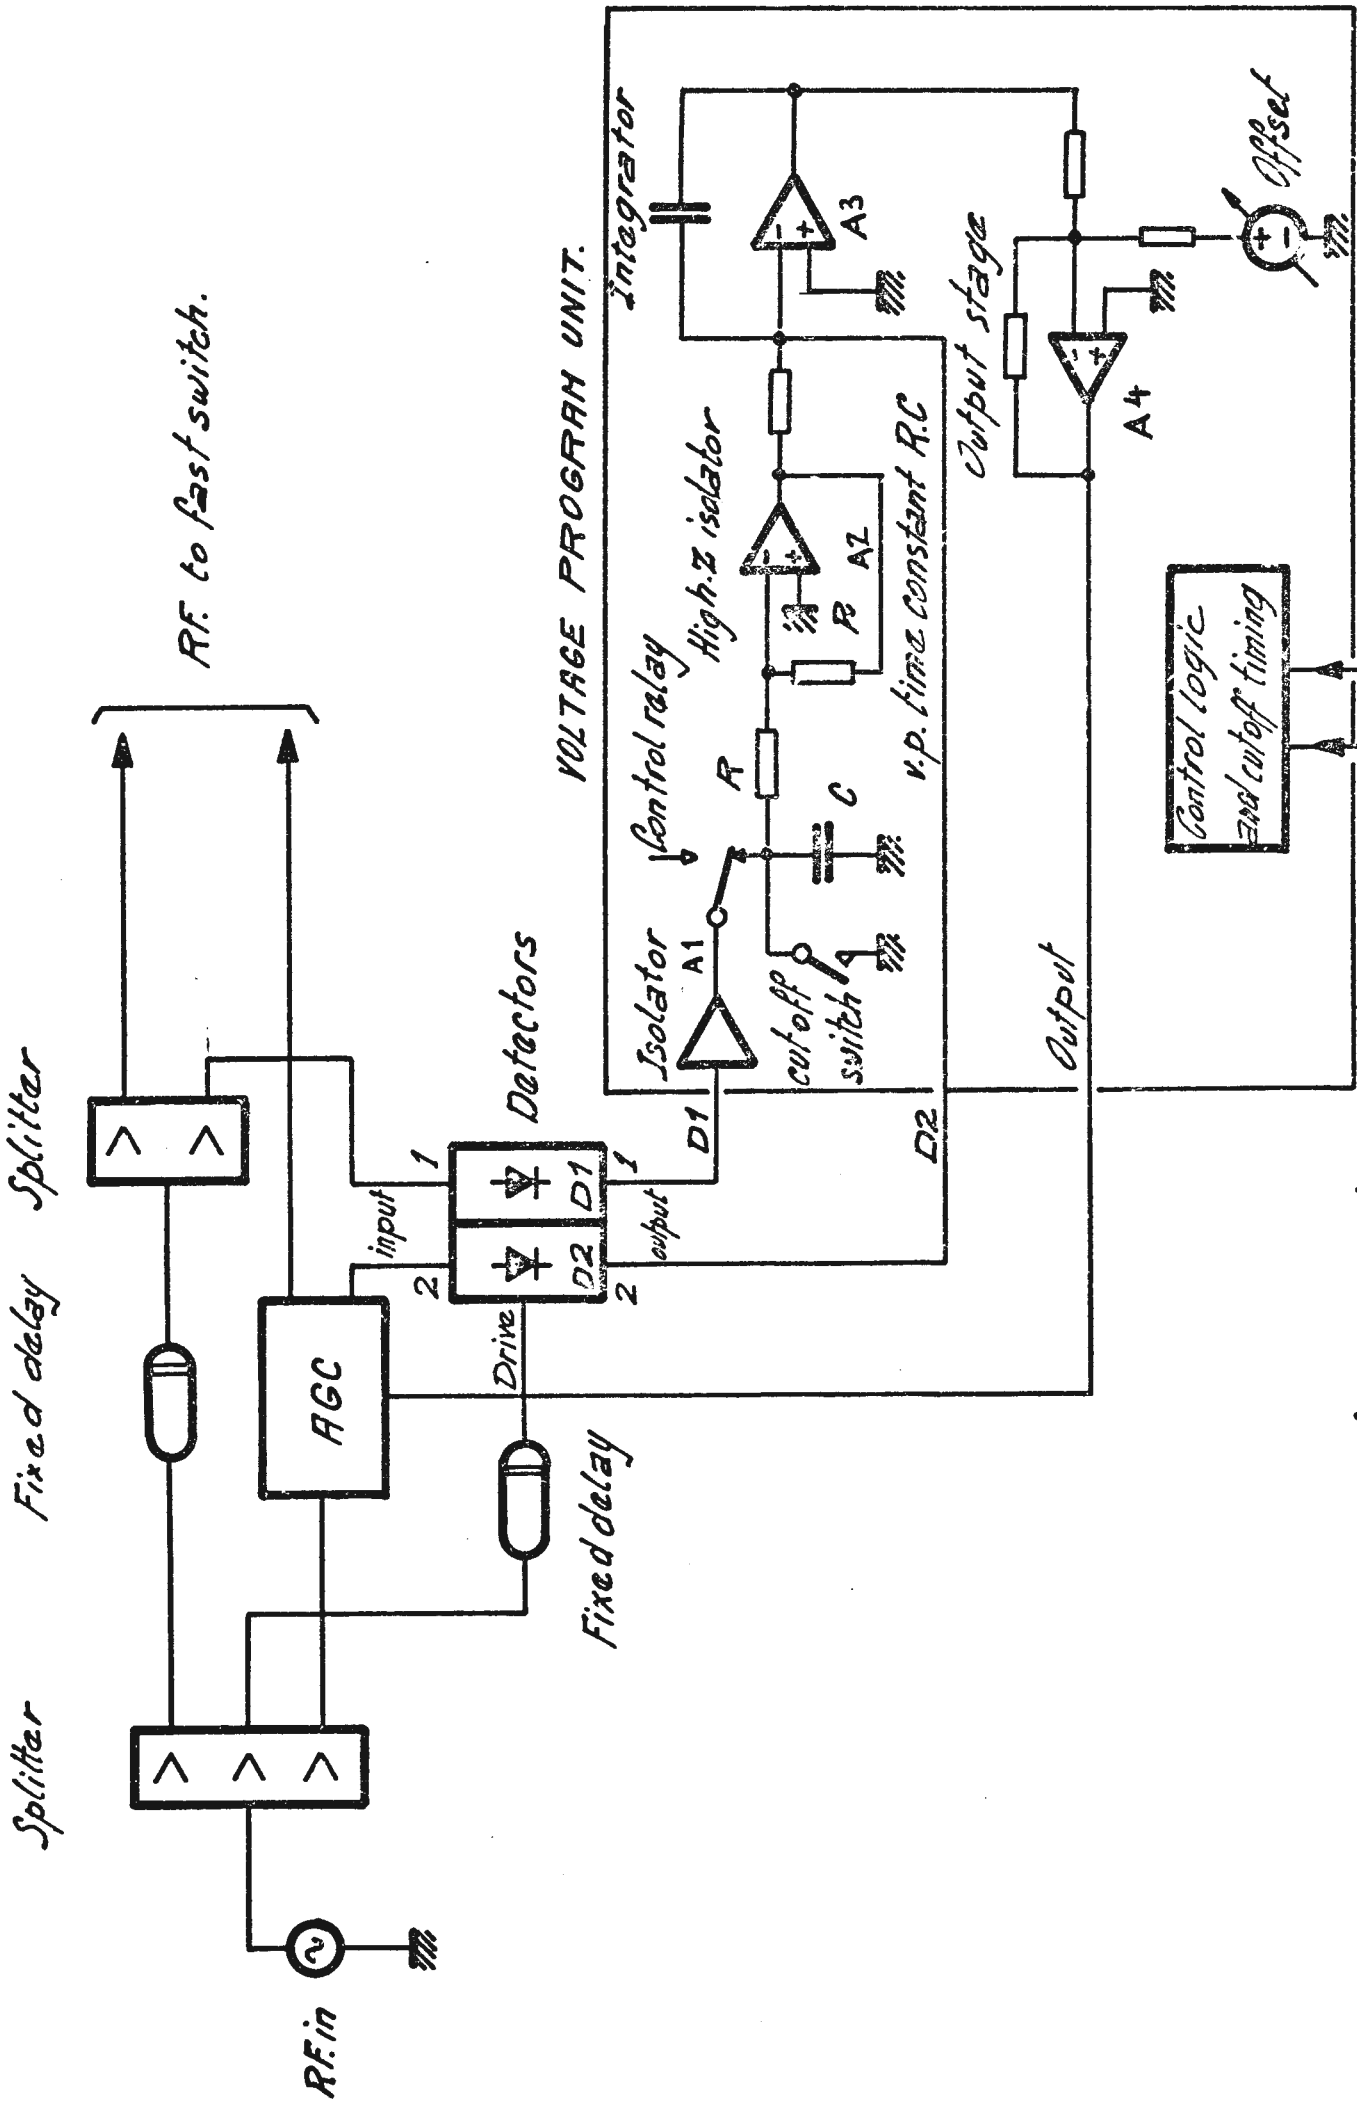 Splitter
Fixed delay
Splitter
RF. to fast switch.
RF.in
AGC
Drive
input
2
1
Detectors
D2
D1
2
output
1
Fixed delay
D1
D2
Output
VOLTAGE PROGRAM UNIT.
Isolator
A1
Control relay
cut off
switch
C
R
High.Z isolator
R
A2
v.p. time constant R.C
Integrator
A3
Output stage
A4
Offset
Control logic
and cutoff timing